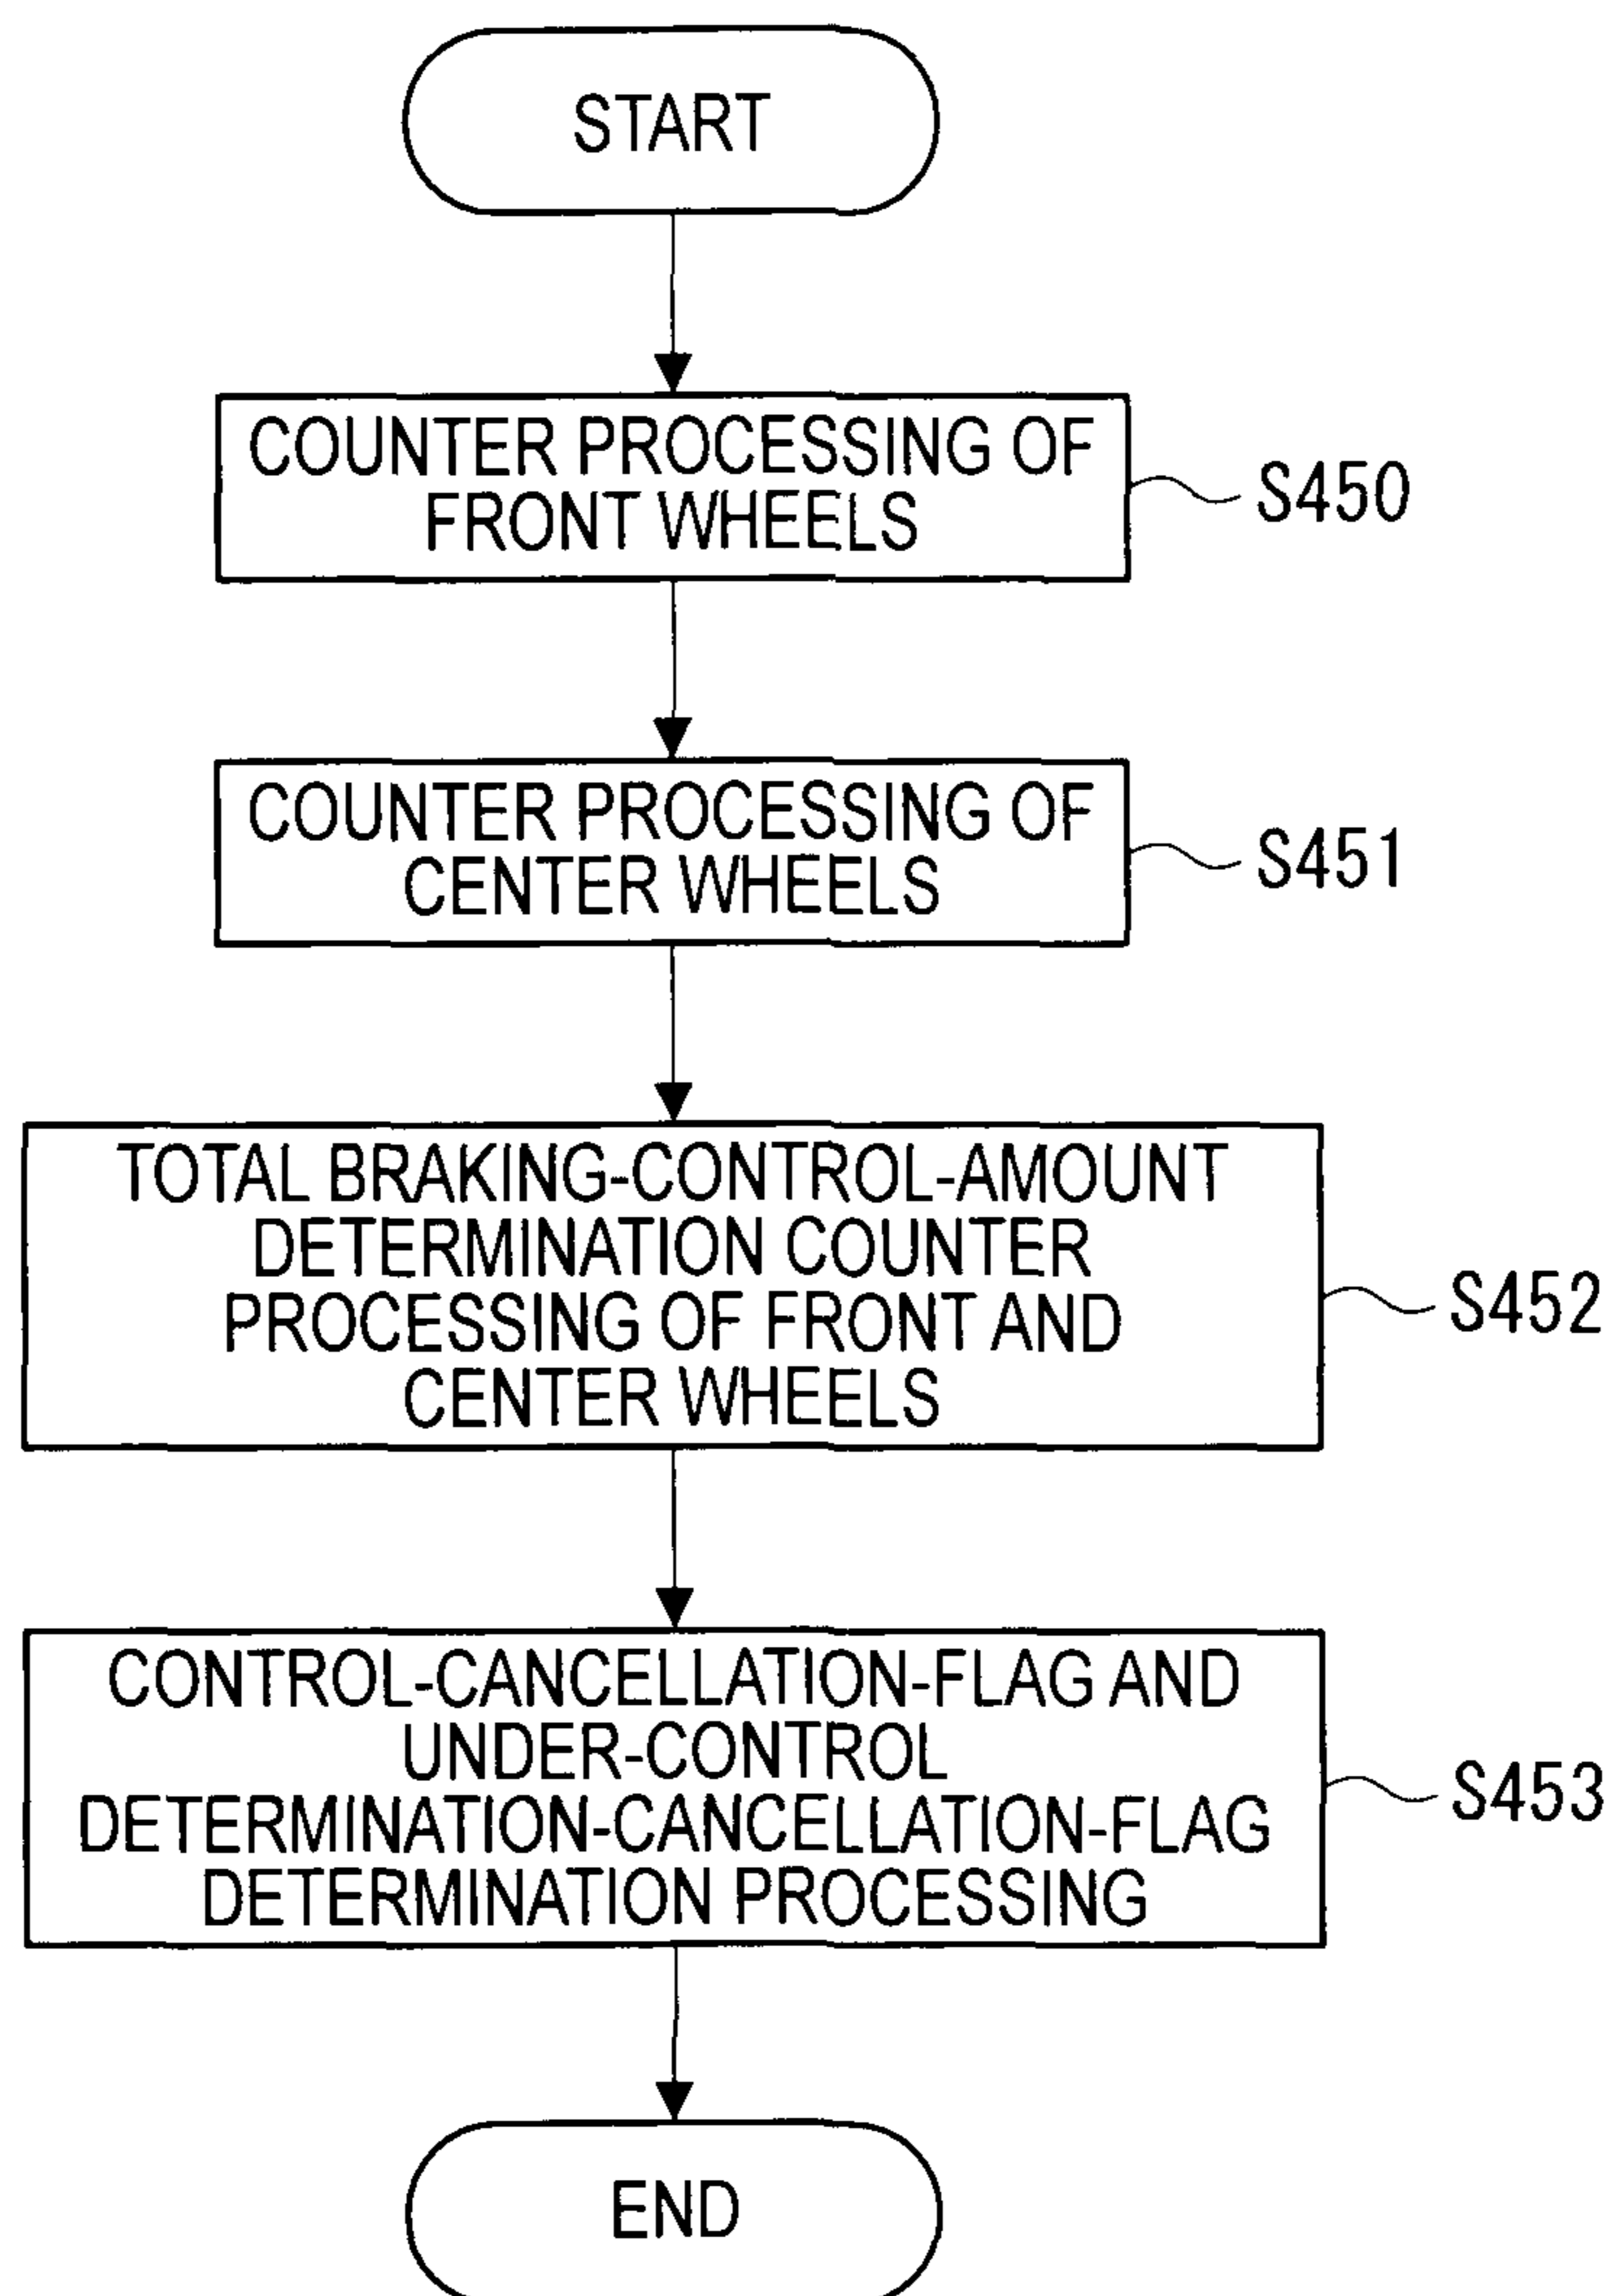 START
COUNTER PROCESSING OF
FRONT WHEELS
S450
COUNTER PROCESSING OF
CENTER WHEELS
S451
TOTAL BRAKING-CONTROL-AMOUNT
DETERMINATION COUNTER
PROCESSING OF FRONT AND
CENTER WHEELS
S452
CONTROL-CANCELLATION-FLAG AND
UNDER-CONTROL
DETERMINATION-CANCELLATION-FLAG
DETERMINATION PROCESSING
S453
END